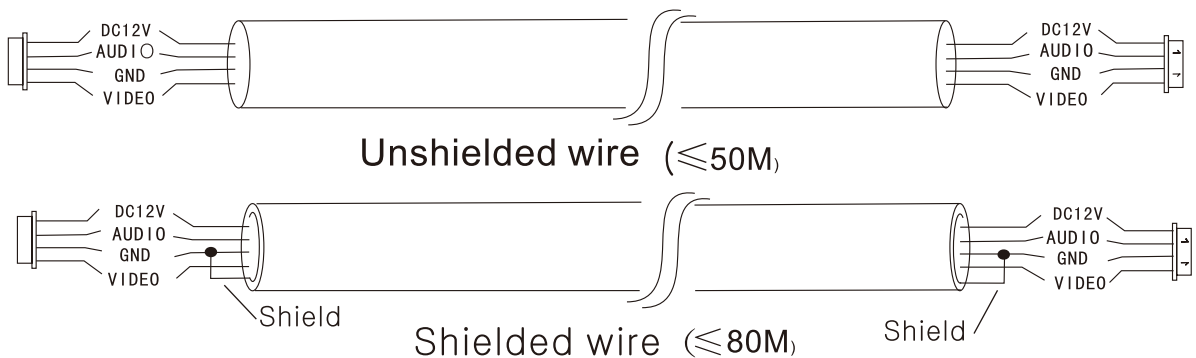 DC12V
AUDIO
GND
VIDEO
DC12V
AUDIO
GND
VIDEO
Unshielded wire (≤50M)
DC12V
AUDIO
GND
VIDEO
Shield
DC12V
AUDIO
GND
VIDEO
Shield
Shielded wire (≤80M)